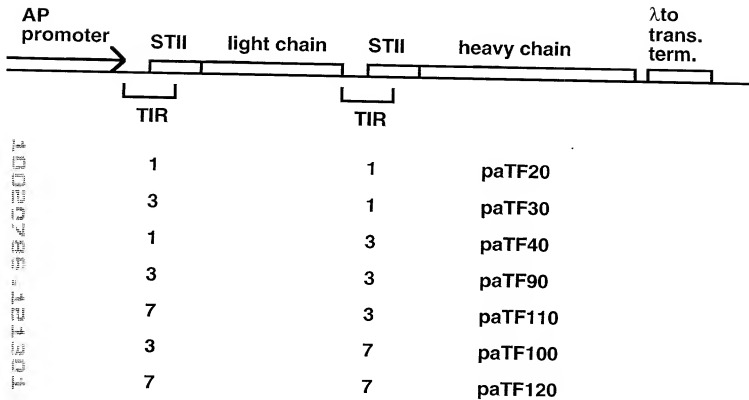 AP promoter
STII
light chain
STII
heavy chain
λto trans. term.
TIR
TIR
1 1 paTF20
3 1 paTF30
1 3 paTF40
3 3 paTF90
7 3 paTF110
3 7 paTF100
7 7 paTF120